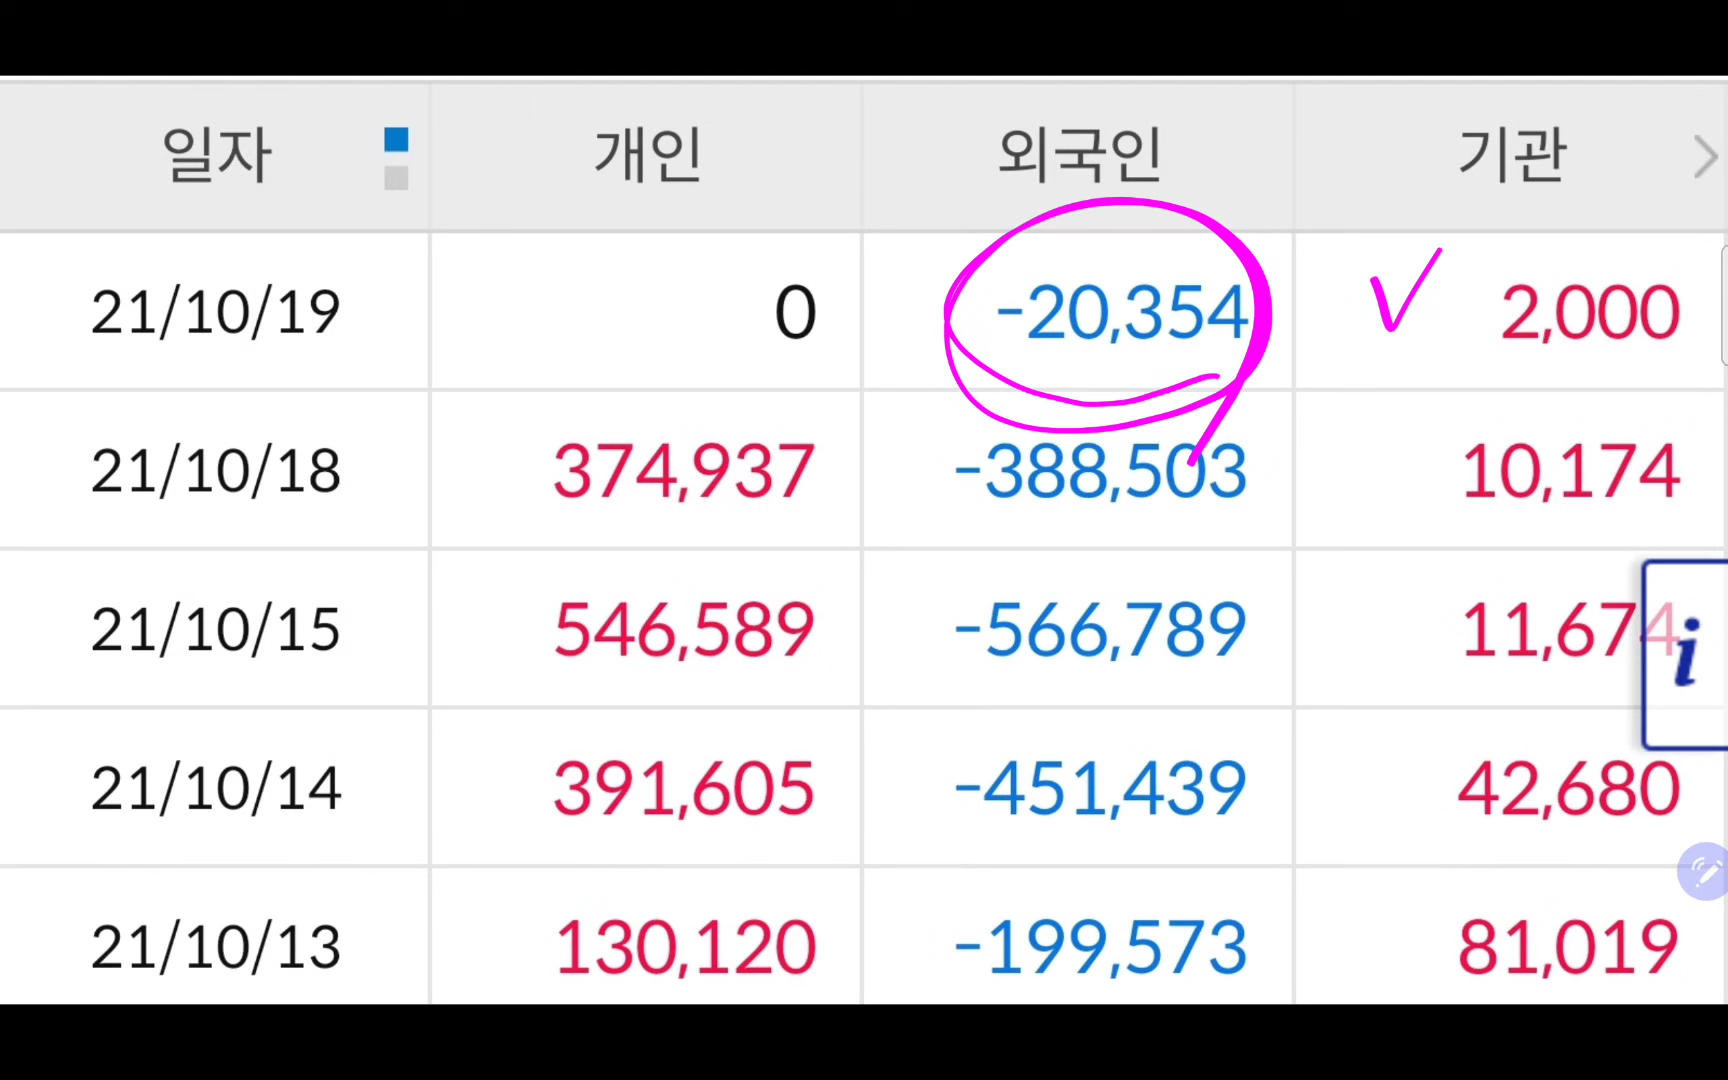 일자 개인 외국인 기관
21/10/19 0 -20,354 2,000
21/10/18 374,937 -388,503 10,174
21/10/15 546,589 -566,789 11,674
i
21/10/14 391,605 -451,439 42,680
21/10/13 130,120 -199,573 81,019